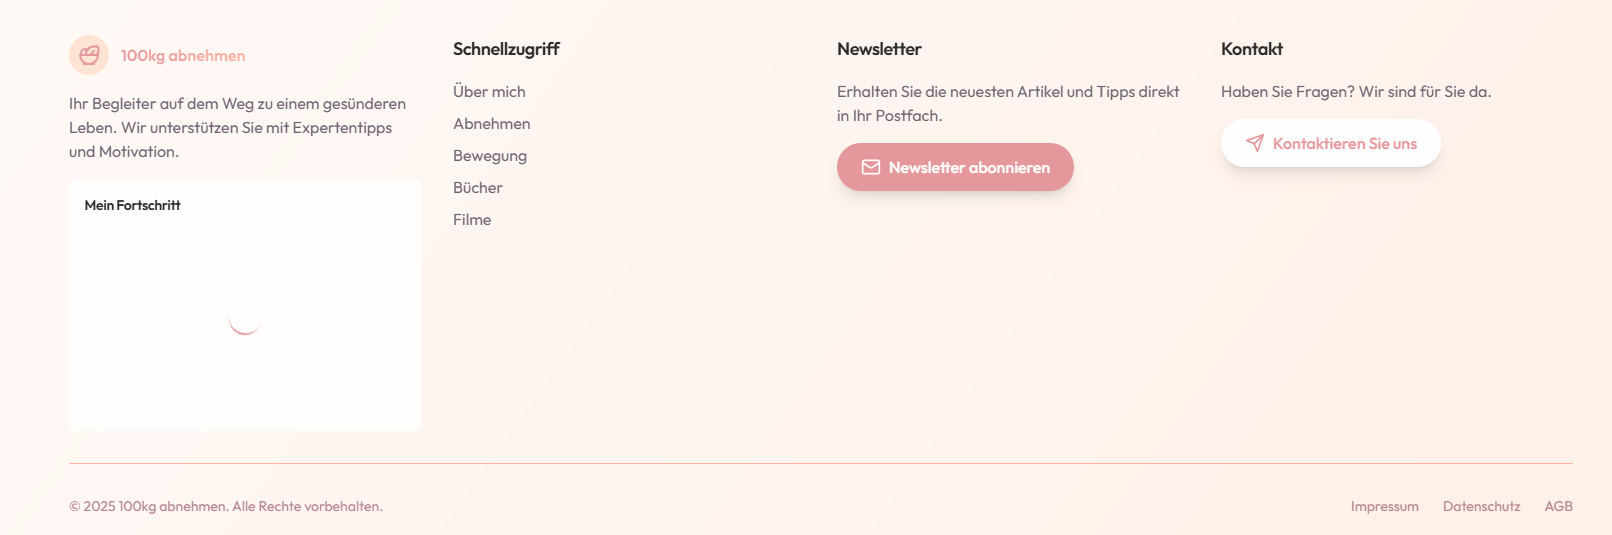 100kg abnehmen
Ihr Begleiter auf dem Weg zu einem gesünderen
Leben. Wir unterstützen Sie mit Expertentipps
und Motivation.
Mein Fortschritt
Schnellzugriff
Über mich
Abnehmen
Bewegung
Bücher
Filme
Newsletter
Erhalten Sie die neuesten Artikel und Tipps direkt
in Ihr Postfach.
Newsletter abonnieren
Kontakt
Haben Sie Fragen? Wir sind für Sie da.
Kontaktieren Sie uns
© 2025 100kg abnehmen. Alle Rechte vorbehalten.
Impressum Datenschutz AGB